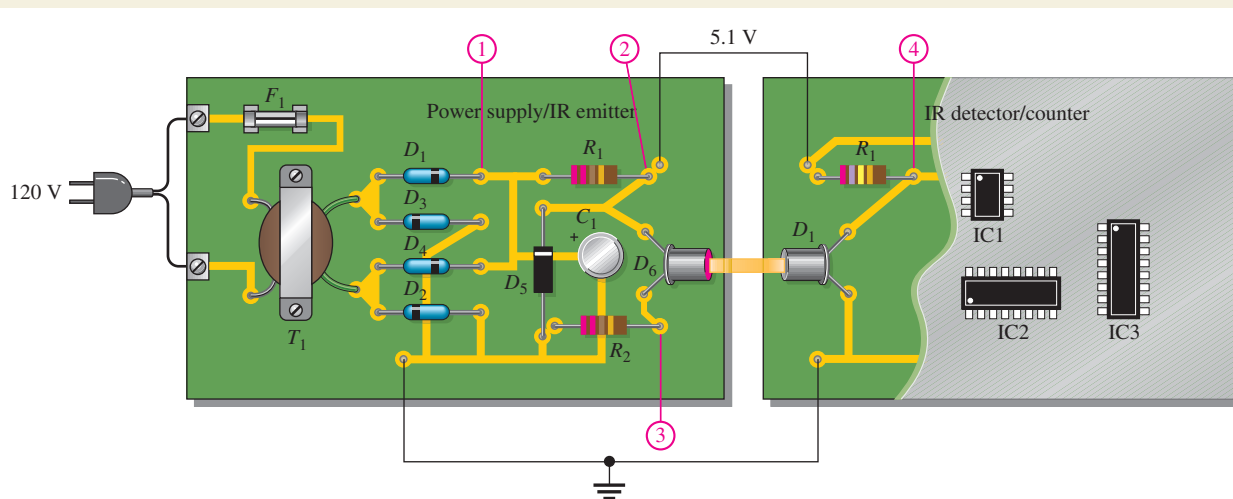 1
2
5.1 V
4
F1
Power supply/IR emitter
IR detector/counter
D1
R1
R1
D3
120 V
C1
IC1
D4
+
D1
D6
D2
D5
T1
R2
IC2
IC3
3